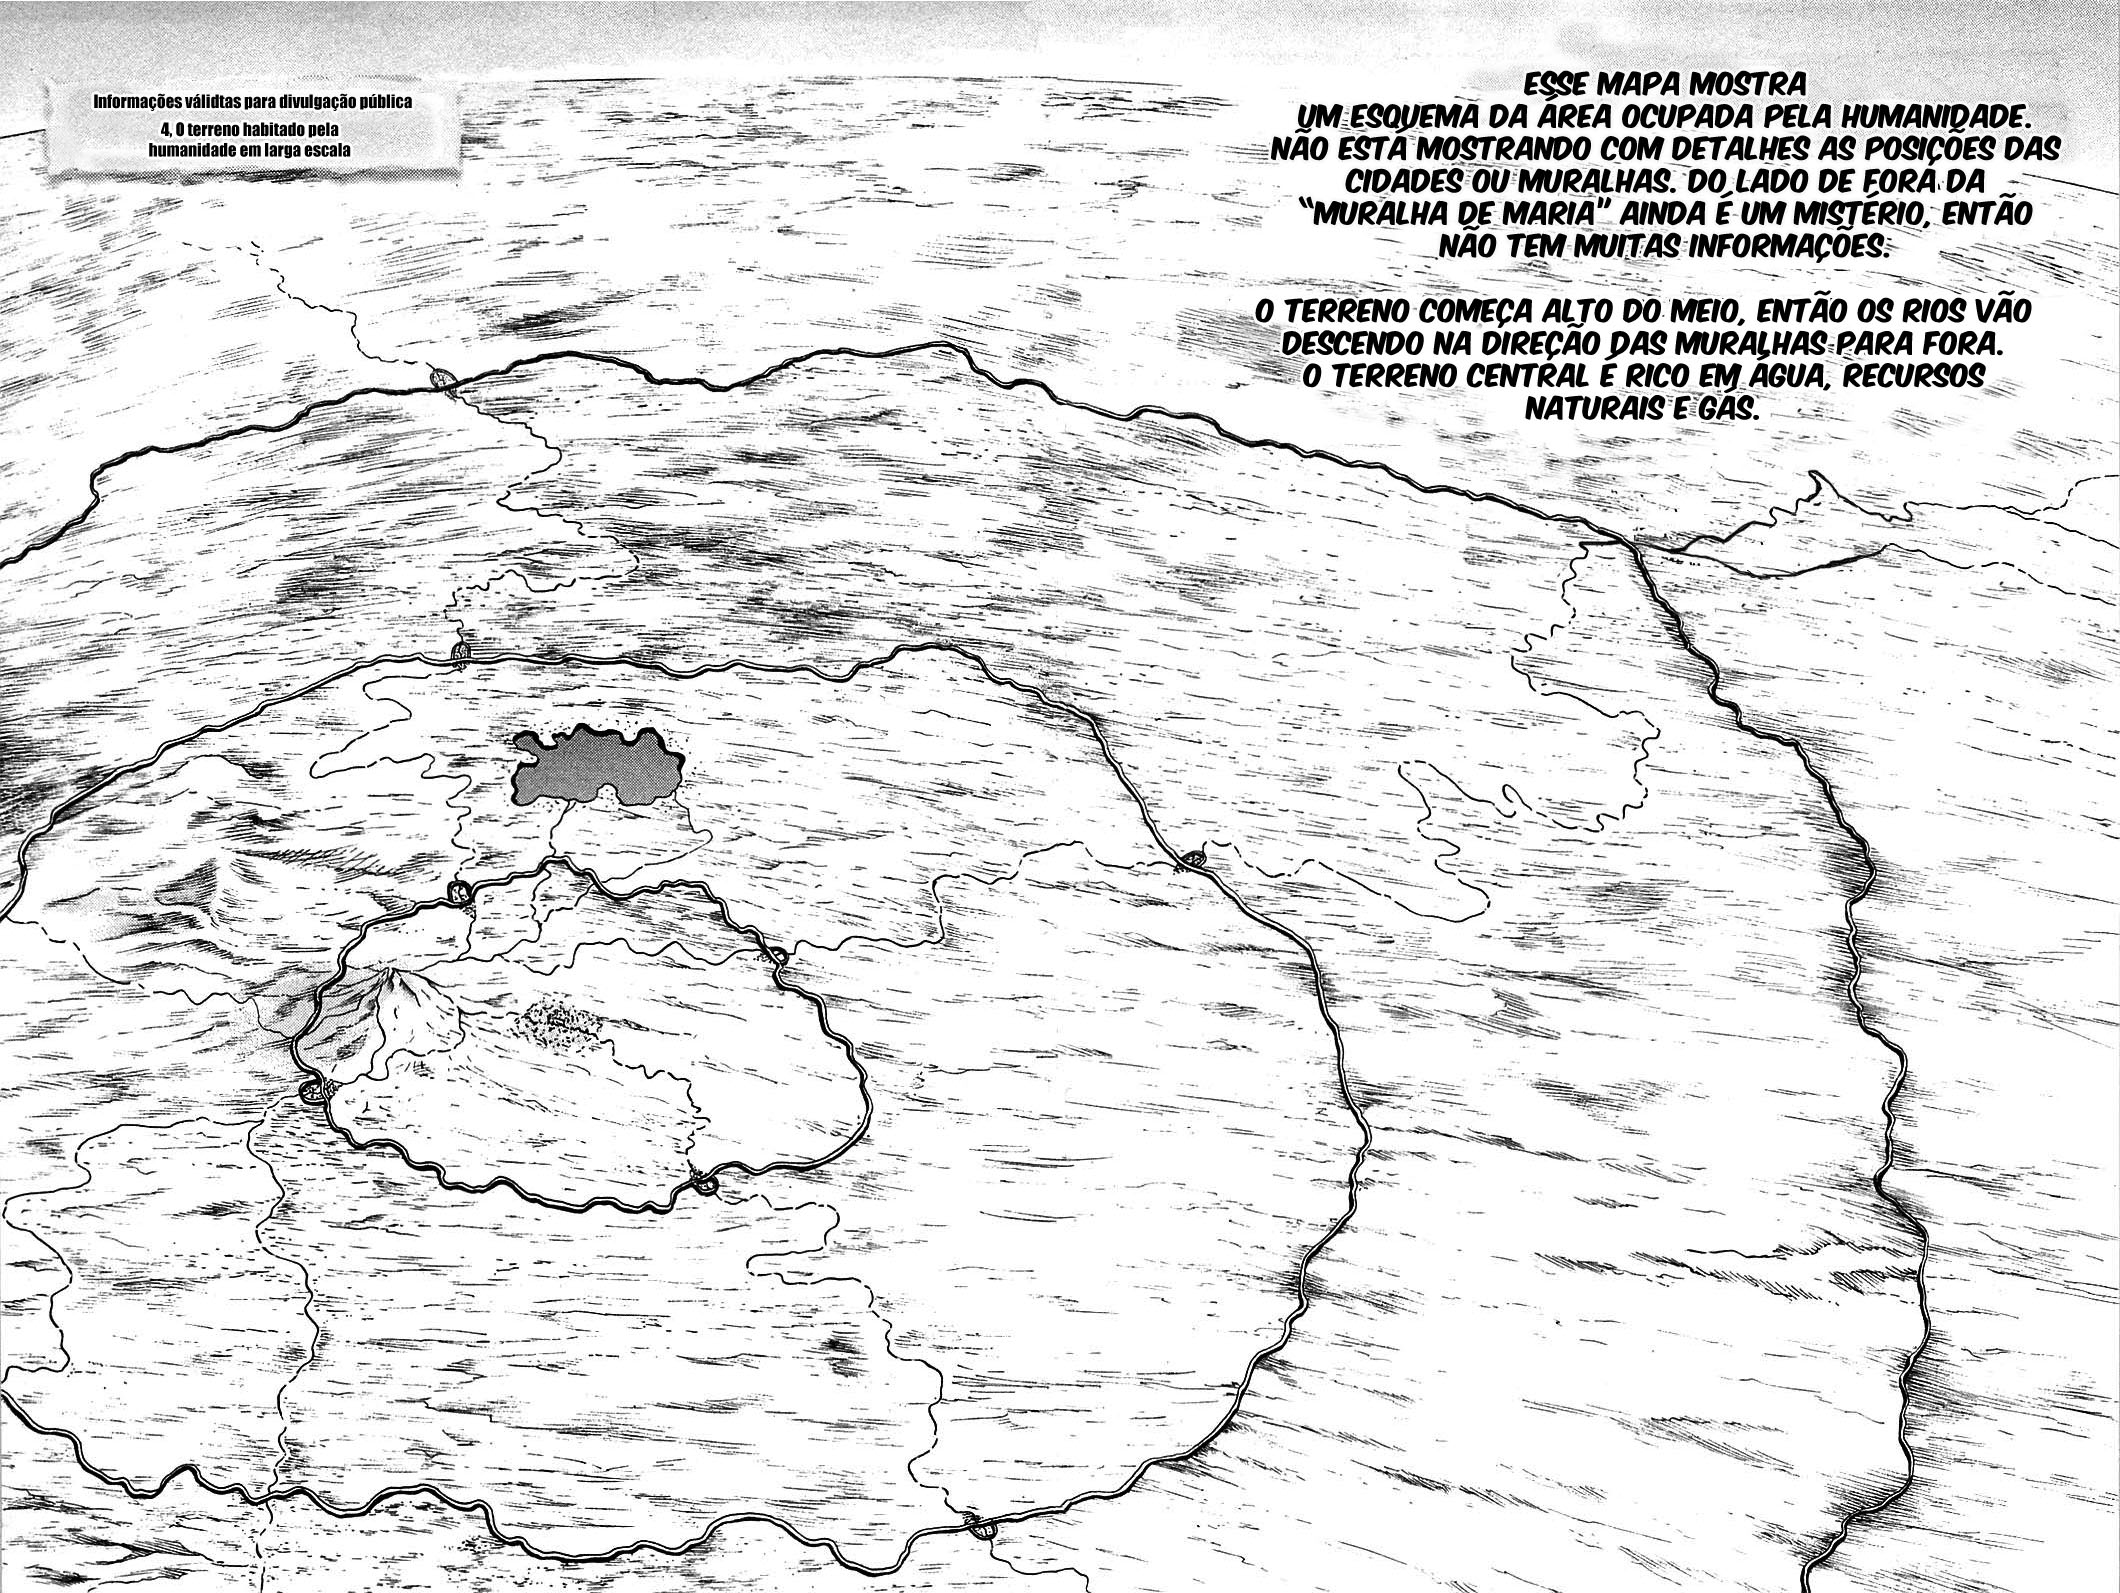 Informações válidtas para divulgação pública
4, O terreno habitado pela
humanidade em larga escala
ESSE MAPA MOSTRA
UM ESQUEMA DA ÁREA OCUPADA PELA HUMANIDADE.
NÃO ESTÁ MOSTRANDO COM DETALHES AS POSIÇÕES DAS
CIDADES OU MURALHAS. DO LADO DE FORA DA
“MURALHA DE MARIA” AINDA É UM MISTÉRIO, ENTÃO
NÃO TEM MUITAS INFORMAÇÕES.
O TERRENO COMEÇA ALTO DO MEIO, ENTÃO OS RIOS VÃO
DESCENDO NA DIREÇÃO DAS MURALHAS PARA FORA.
O TERRENO CENTRAL É RICO EM ÁGUA, RECURSOS
NATURAIS E GÁS.